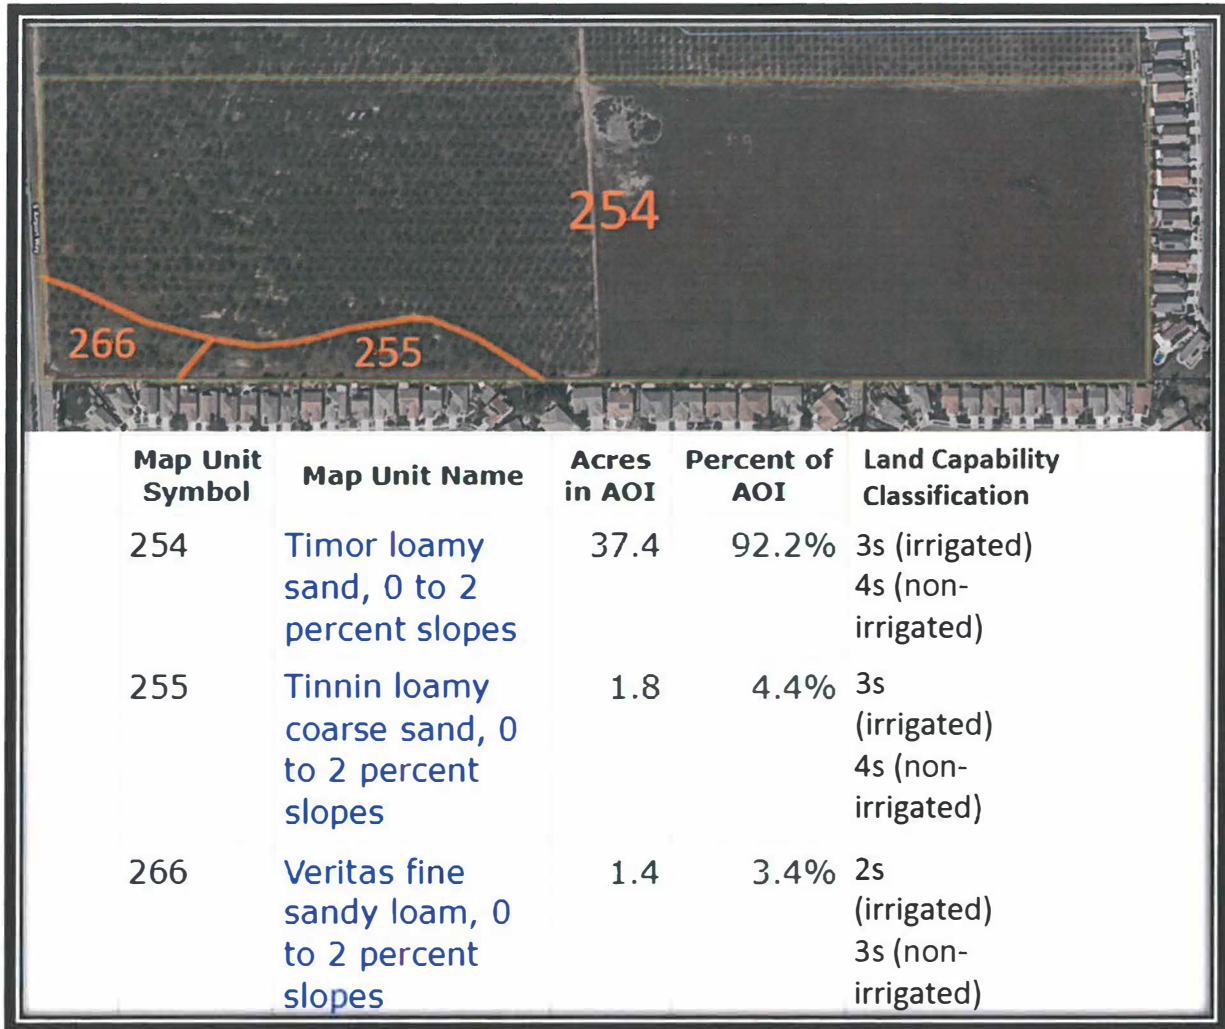 254
266
255
Map Unit Symbol
Map Unit Name
Acres in AOI
Percent of AOI
Land Capability Classification
254
Timor loamy
sand, 0 to 2
percent slopes
37.4
92.2%
3s (irrigated)
4s (non-
irrigated)
255
Tinnin loamy
coarse sand, 0
to 2 percent
slopes
1.8
4.4%
3s
(irrigated)
4s (non-
irrigated)
266
Veritas fine
sandy loam, 0
to 2 percent
slopes
1.4
3.4%
2s
(irrigated)
3s (non-
irrigated)